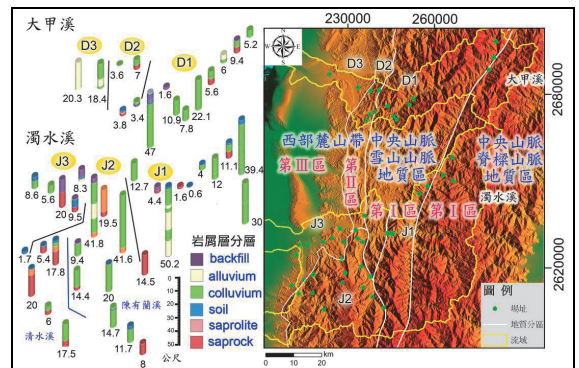 大甲溪
D3
D2
D1
20.3
18.4
3.6
7
3.8
3.4
47
1.6
10.9
7.8
22.1
5.6
6
9.4
5.2
濁水溪
J3
J2
J1
8.6
5.6
20
9.5
8.3
41.8
19.5
41.6
12.7
4.4
50.2
1.6
0.6
4
12
11.1
39.4
30
1.7
5.4
17.8
9.4
14.4
20
14.5
20
6
17.5
14.7
11.7
8
陳有蘭溪
清水溪
岩屑層分層
backfill
alluvium
colluvium
soil
saprolite
saprock
0
10
20
30
40
50
公尺
230000
260000
2680000
2620000
N
D3
D2
D1
大甲溪
西部麓山帶
第Ⅲ區
第Ⅱ區
中央山脈
雪山山脈
地質區
第Ⅰ區
中央山脈
脊樑山脈
地質區
第Ⅰ區
濁水溪
J3
J2
J1
圖例
場址
地質分區
流域
0 10 20
km